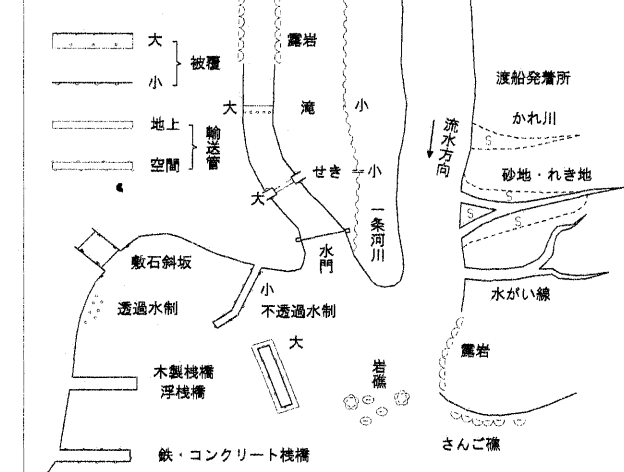 大
被覆
小
地上
輸送管
空間
露岩
大
滝
小
せき
小
大
一条河川
水門
流水方向
渡船発着所
かれ川
S
砂地・れき地
S
S
S
水がい線
露岩
さんご礁
敷石斜坂
透過水制
小
不透過水制
大
木製桟橋
浮桟橋
岩礁
鉄・コンクリート桟橋